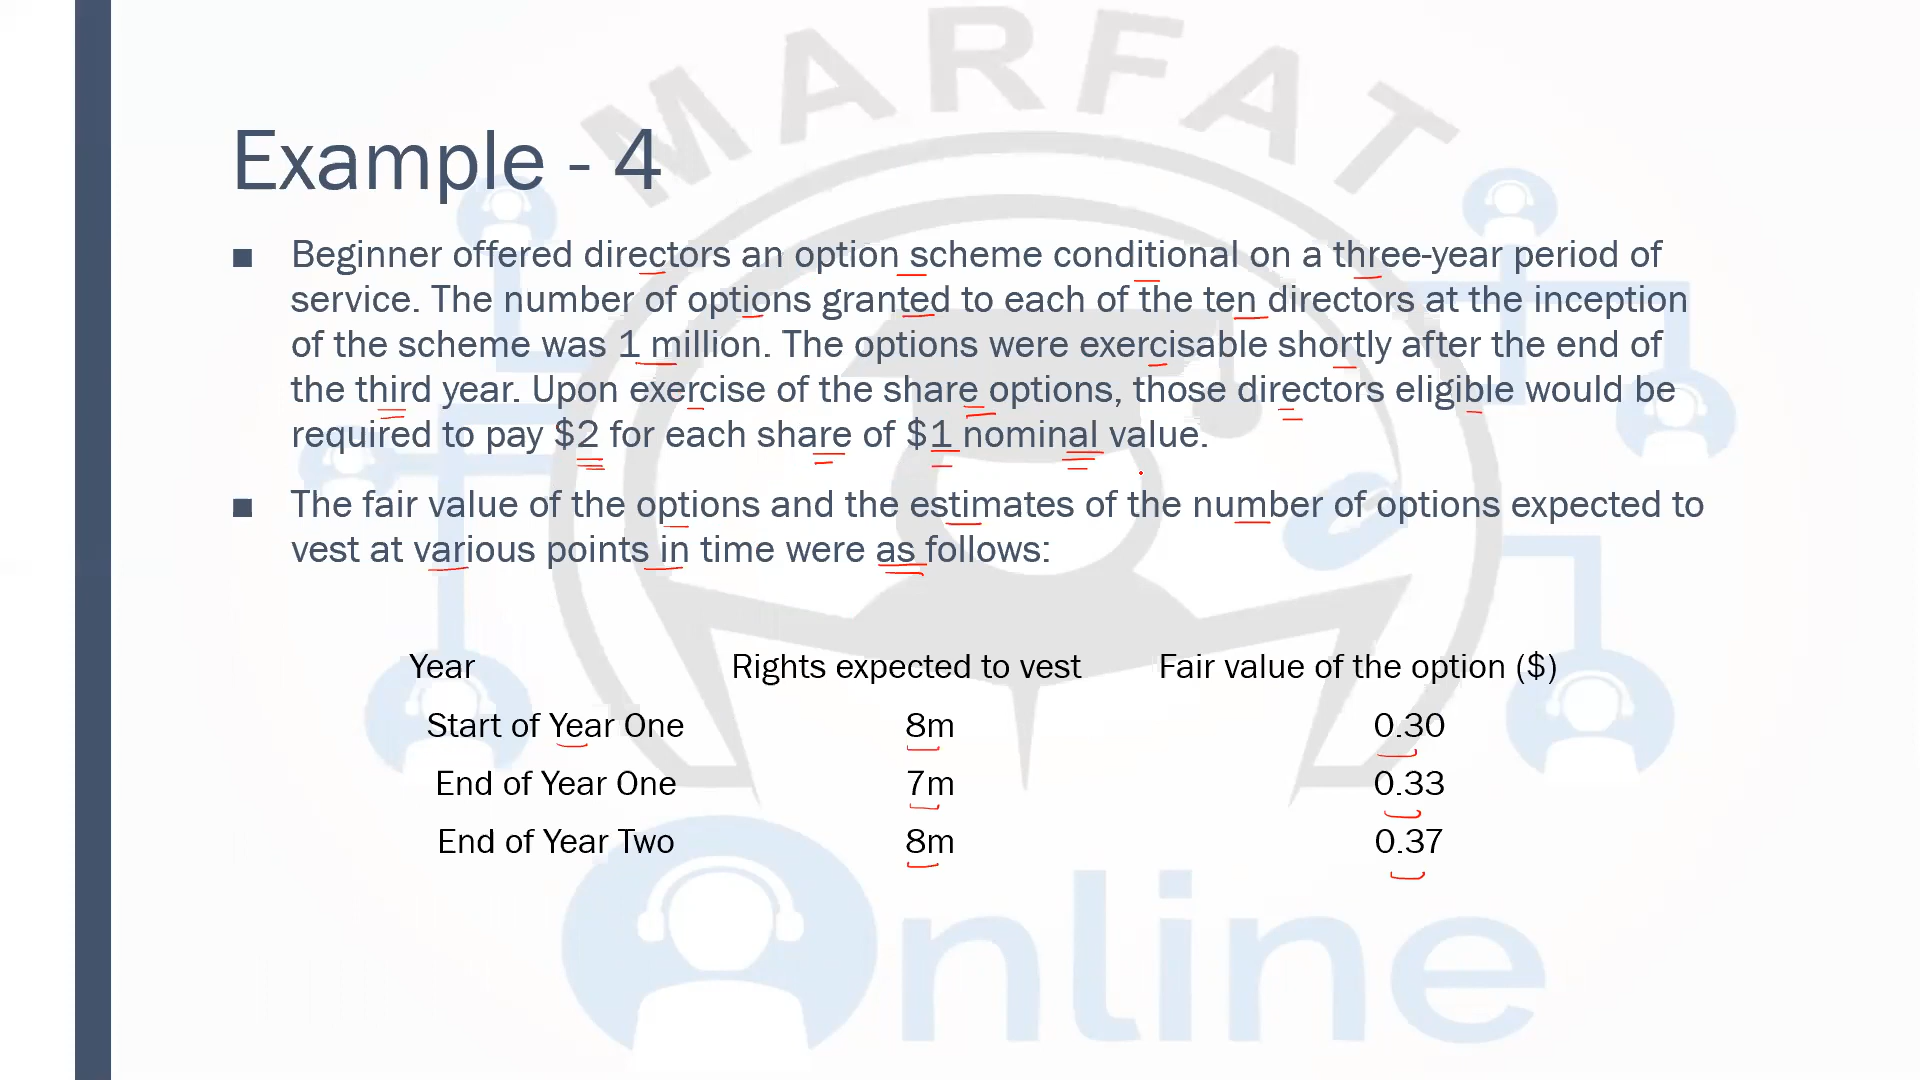 MARFAT
Example - 4
■ Beginner offered directors an option scheme conditional on a three-year period of
service. The number of options granted to each of the ten directors at the inception
of the scheme was 1 million. The options were exercisable shortly after the end of
the third year. Upon exercise of the share options, those directors eligible would be
required to pay $2 for each share of $1 nominal value.
■ The fair value of the options and the estimates of the number of options expected to
vest at various points in time were as follows:
Year Rights expected to vest Fair value of the option ($)
Start of Year One 8m 0.30
End of Year One 7m 0.33
End of Year Two 8m 0.37
nline